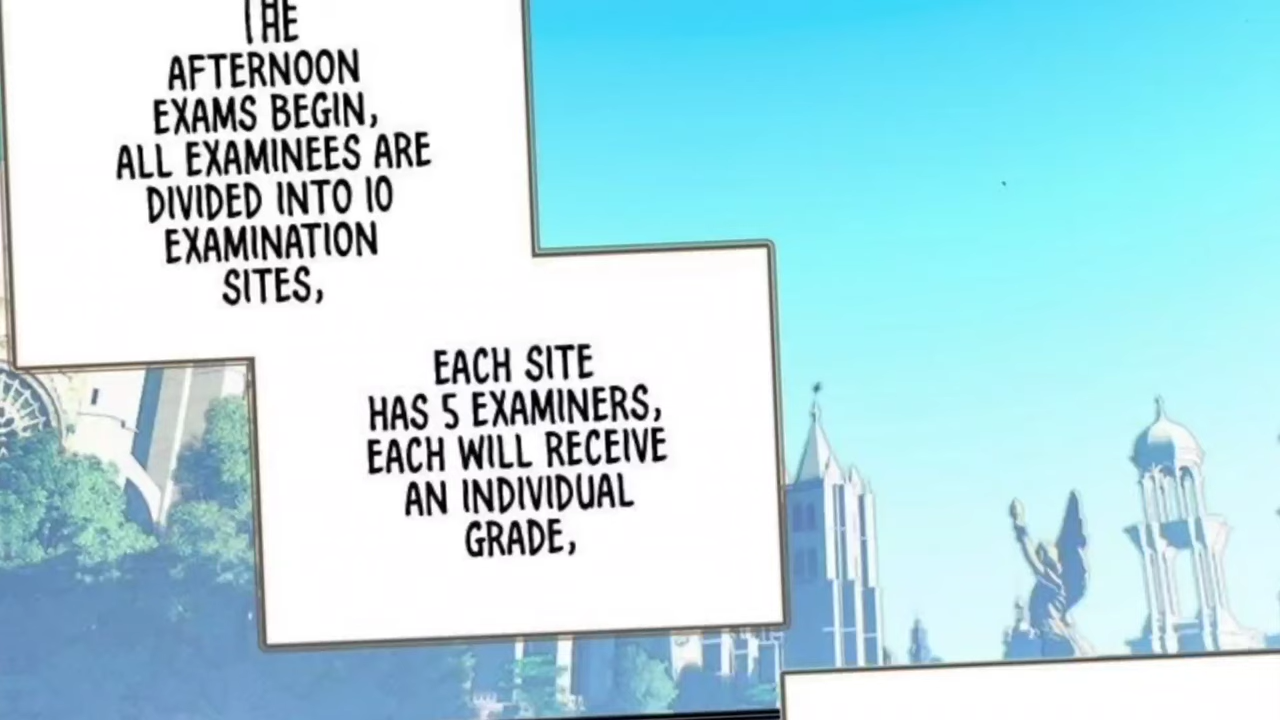 THE
AFTERNOON
EXAMS BEGIN,
ALL EXAMINEES ARE
DIVIDED INTO 10
EXAMINATION
SITES,
EACH SITE
HAS 5 EXAMINERS,
EACH WILL RECEIVE
AN INDIVIDUAL
GRADE,